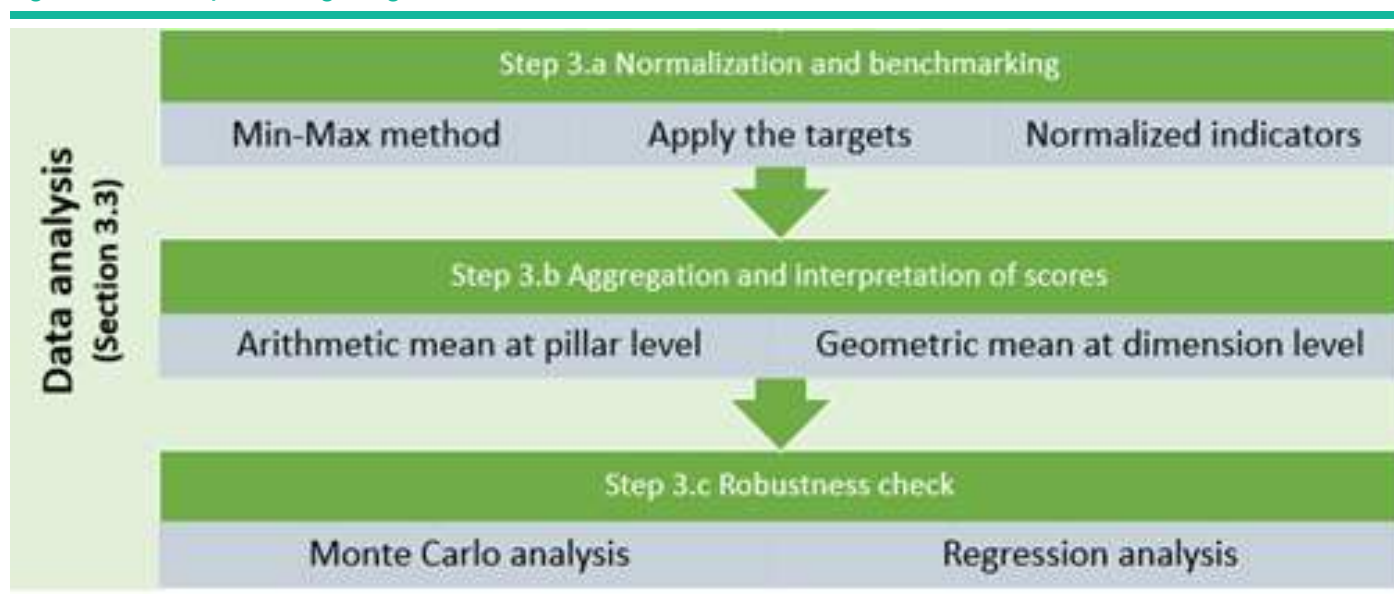 Data analysis
(Section 3.3)
Step 3.a Normalization and benchmarking
Min-Max method Apply the targets Normalized indicators
Step 3.b Aggregation and interpretation of scores
Arithmetic mean at pillar level Geometric mean at dimension level
Step 3.c Robustness check
Monte Carlo analysis Regression analysis